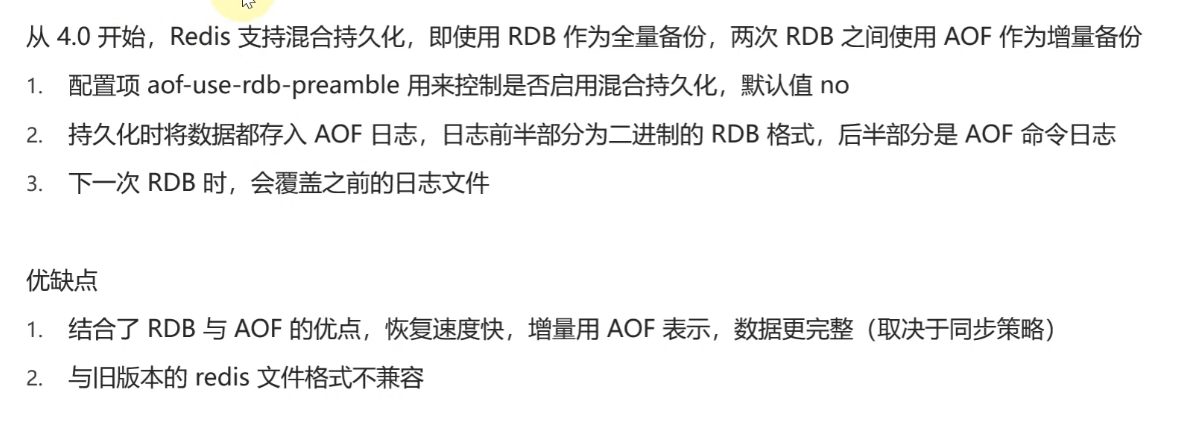 从 4.0 开始，Redis 支持混合持久化，即使用 RDB 作为全量备份，两次 RDB 之间使用 AOF 作为增量备份
1. 配置项 aof-use-rdb-preamble 用来控制是否启用混合持久化，默认值 no
2. 持久化时将数据都存入 AOF 日志，日志前半部分为二进制的 RDB 格式，后半部分是 AOF 命令日志
3. 下一次 RDB 时，会覆盖之前的日志文件
优缺点
1. 结合了 RDB 与 AOF 的优点，恢复速度快，增量用 AOF 表示，数据更完整（取决于同步策略）
2. 与旧版本的 redis 文件格式不兼容